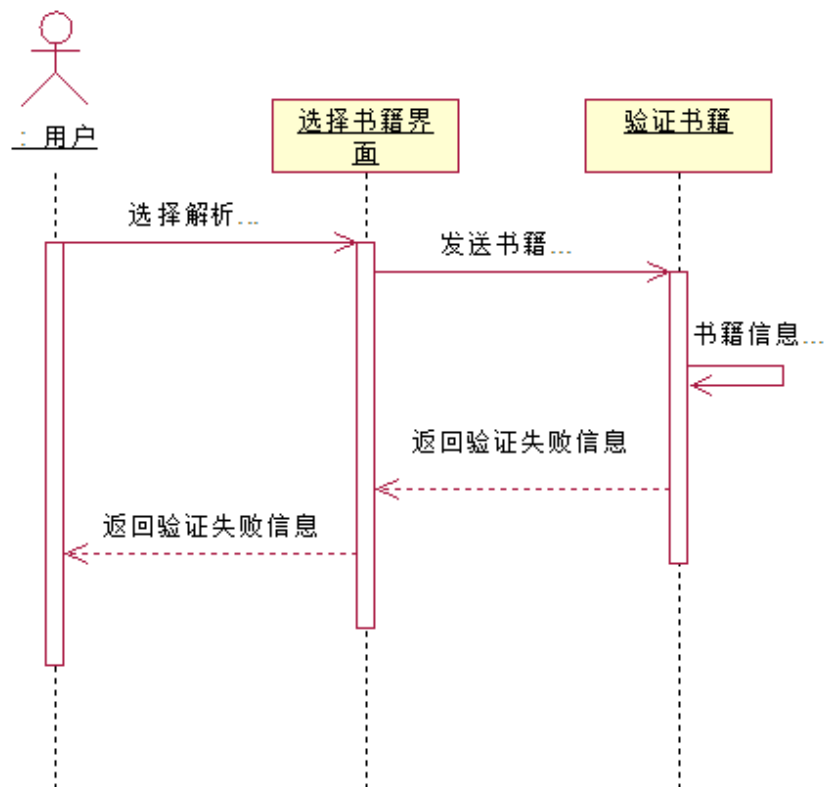 : 用户
选择书籍界
面
验证书籍
选择解析...
发送书籍...
书籍信息...
返回验证失败信息
返回验证失败信息